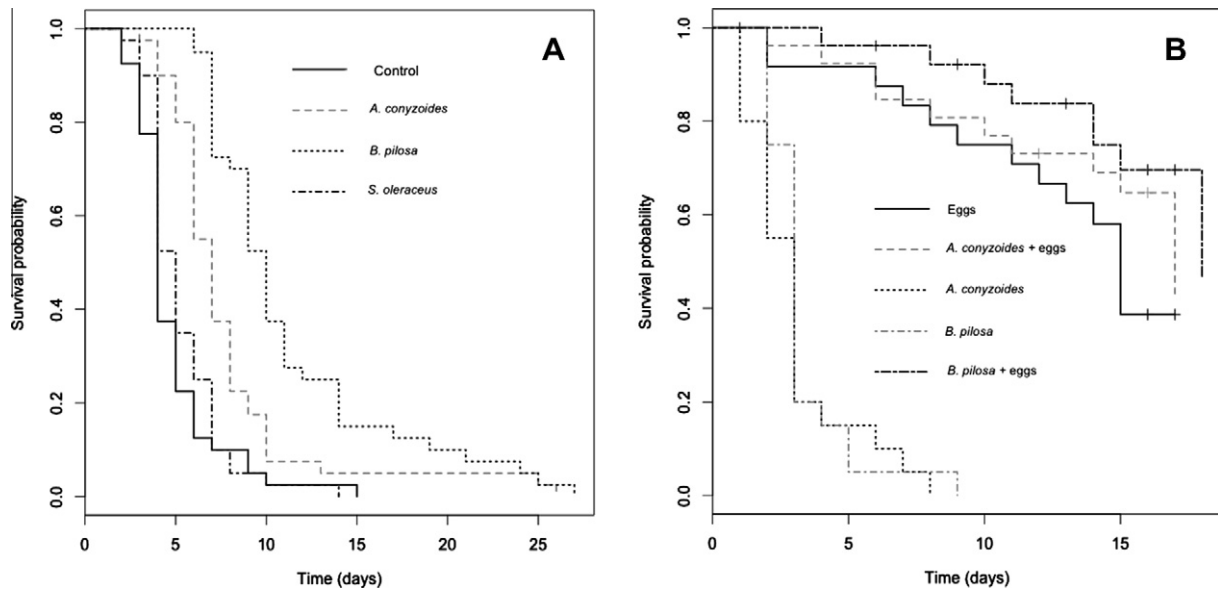 A
Survival probability
1.0
0.8
0.6
0.4
0.2
0.0
Control
A. conyzoides
B. pilosa
S. oleraceus
0 5 10 15 20 25
Time (days)
B
Survival probability
1.0
0.8
0.6
0.4
0.2
0.0
Eggs
A. conyzoides + eggs
A. conyzoides
B. pilosa
B. pilosa + eggs
0 5 10 15
Time (days)